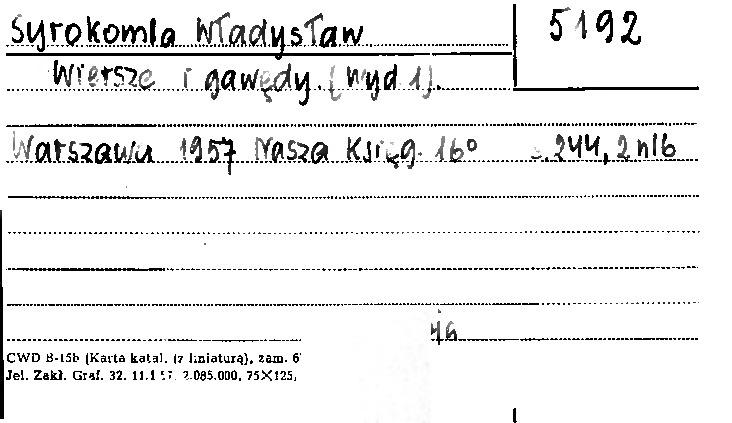 Syrokomla Władysław 5192
Wiersze i gawędy. (Wyd 1).
Warszawa 1957 Nasza Księg. 16° s. 244, 2 nlb
CWD B-15b (Karta katal. (z liniaturą), zam. 6
Jel. Zakł. Graf. 32. 11.1 57. 2.085.000, 75×125,